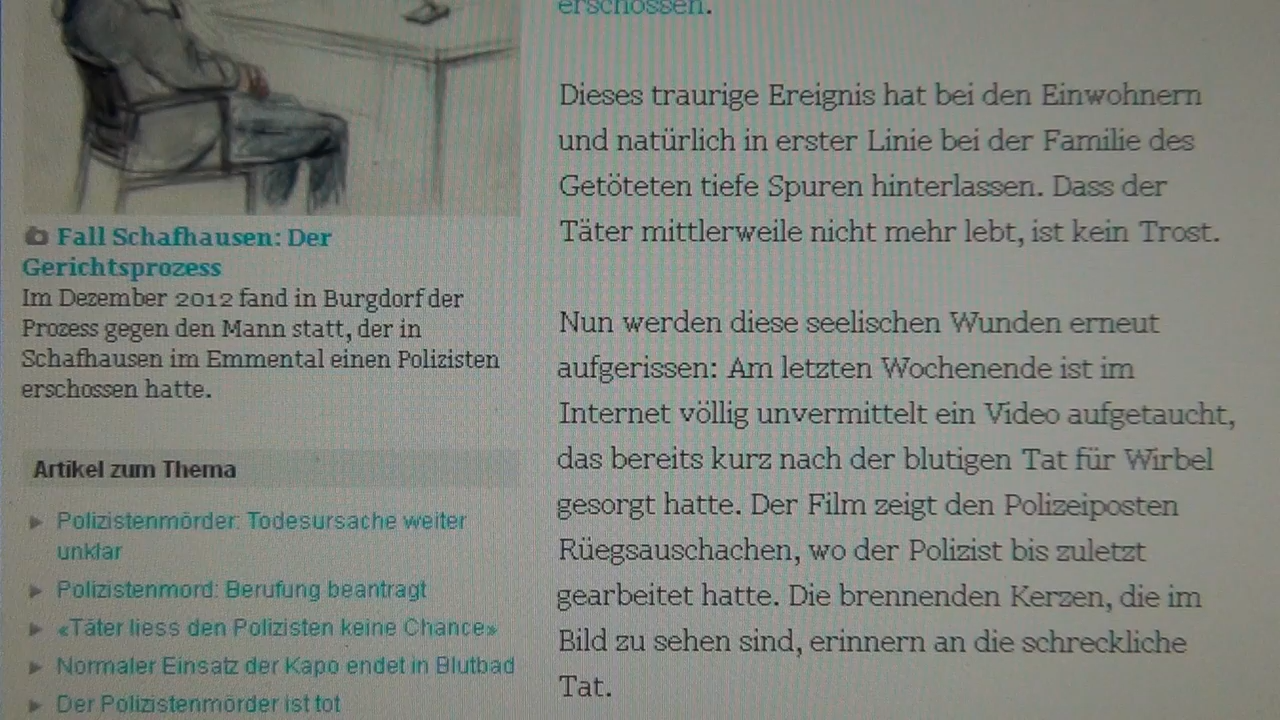 Fall Schafhausen: Der
Gerichtsprozess
Im Dezember 2012 fand in Burgdorf der
Prozess gegen den Mann statt, der in
Schafhausen im Emmental einen Polizisten
erschossen hatte.
Artikel zum Thema
Polizistenmörder: Todesursache weiter
unklar
Polizistenmord: Berufung beantragt
«Täter liess den Polizisten keine Chance»
Normaler Einsatz der Kapo endet in Blutbad
Der Polizistenmörder ist tot
erschossen.
Dieses traurige Ereignis hat bei den Einwohnern
und natürlich in erster Linie bei der Familie des
Getöteten tiefe Spuren hinterlassen. Dass der
Täter mittlerweile nicht mehr lebt, ist kein Trost.
Nun werden diese seelischen Wunden erneut
aufgerissen: Am letzten Wochenende ist im
Internet völlig unvermittelt ein Video aufgetaucht,
das bereits kurz nach der blutigen Tat für Wirbel
gesorgt hatte. Der Film zeigt den Polizeiposten
Rüegsauschachen, wo der Polizist bis zuletzt
gearbeitet hatte. Die brennenden Kerzen, die im
Bild zu sehen sind, erinnern an die schreckliche
Tat.